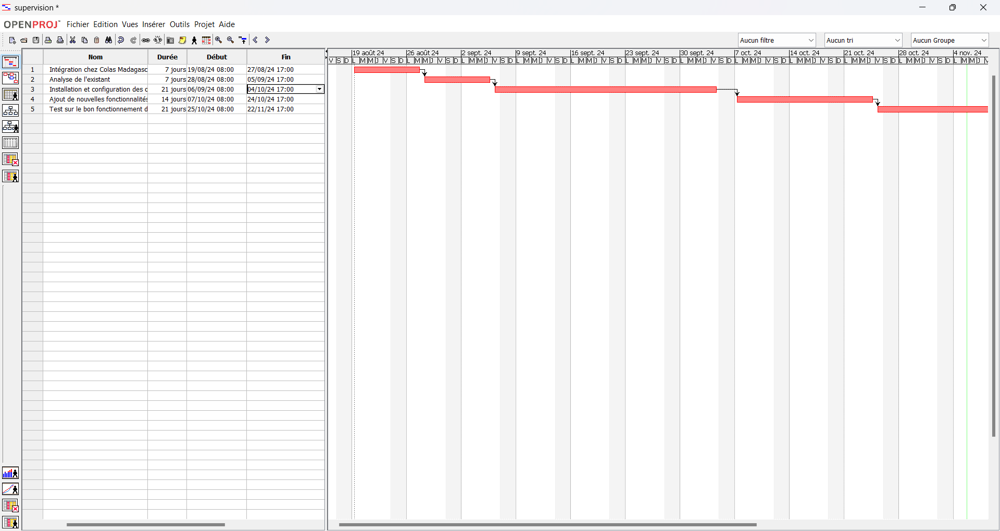 supervision *
OPENPROJ™ Fichier Edition Vues Insérer Outils Projet Aide
Aucun filtre Aucun tri Aucun Groupe
Nom Durée Début Fin
1 Intégration chez Colas Madagasc 7 jours 19/08/24 08:00 27/08/24 17:00
2 Analyse de l'existant 7 jours 28/08/24 08:00 05/09/24 17:00
3 Installation et configuration des c 21 jours 06/09/24 08:00 04/10/24 17:00
4 Ajout de nouvelles fonctionnalités 14 jours 07/10/24 08:00 24/10/24 17:00
5 Test sur le bon fonctionnement d 21 jours 25/10/24 08:00 22/11/24 17:00
19 août 24 26 août 24 2 sept. 24 9 sept. 24 16 sept. 24 23 sept. 24 30 sept. 24 7 oct. 24 14 oct. 24 21 oct. 24 28 oct. 24 4 nov. 24
V S D L M M J V S D L M M J V S D L M M J V S D L M M J V S D L M M J V S D L M M J V S D L M M J V S D L M M J V S D L M M J V S D L M M J V S D L M M J V S D L M M J V